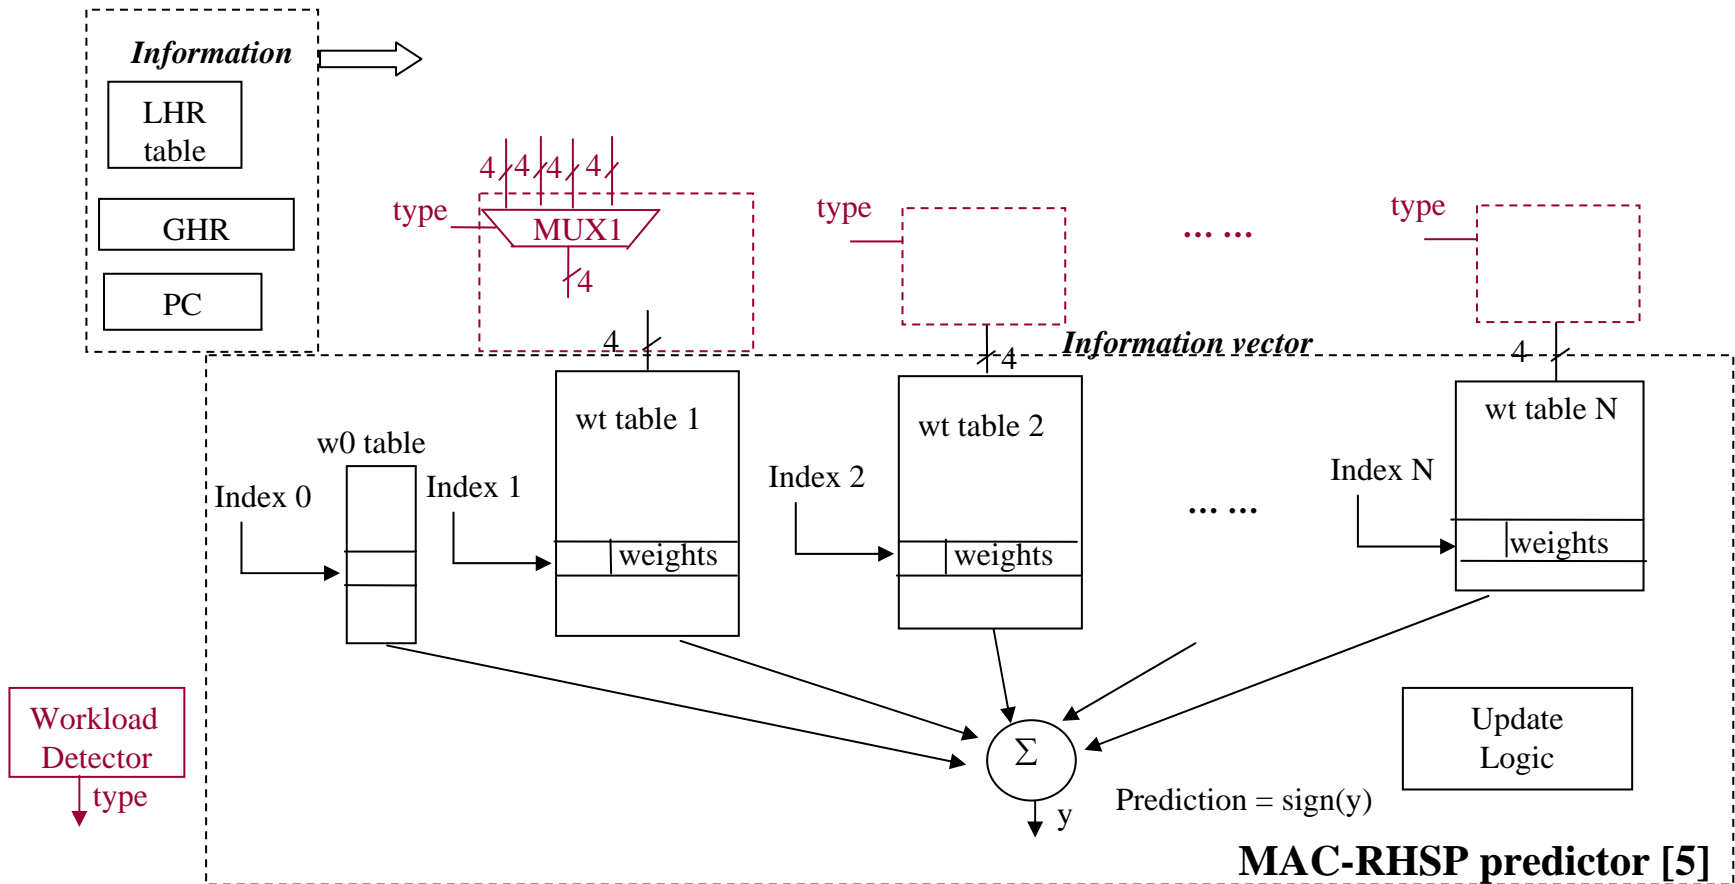 Information
LHR
table
GHR
PC
4 4 4 4
type
MUX1
4
type
... ...
type
4
4
Information vector
4
wt table 1
wt table 2
wt table N
w0 table
Index 0
Index 1
Index 2
... ...
Index N
weights
weights
weights
Workload
Detector
type
Σ
y
Prediction = sign(y)
Update
Logic
MAC-RHSP predictor [5]